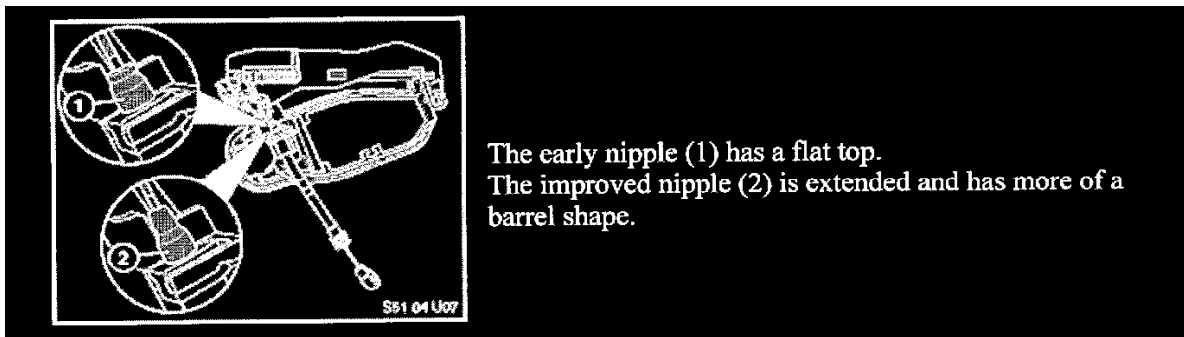 1
2
S51 04 U07
The early nipple (1) has a flat top.
The improved nipple (2) is extended and has more of a
barrel shape.